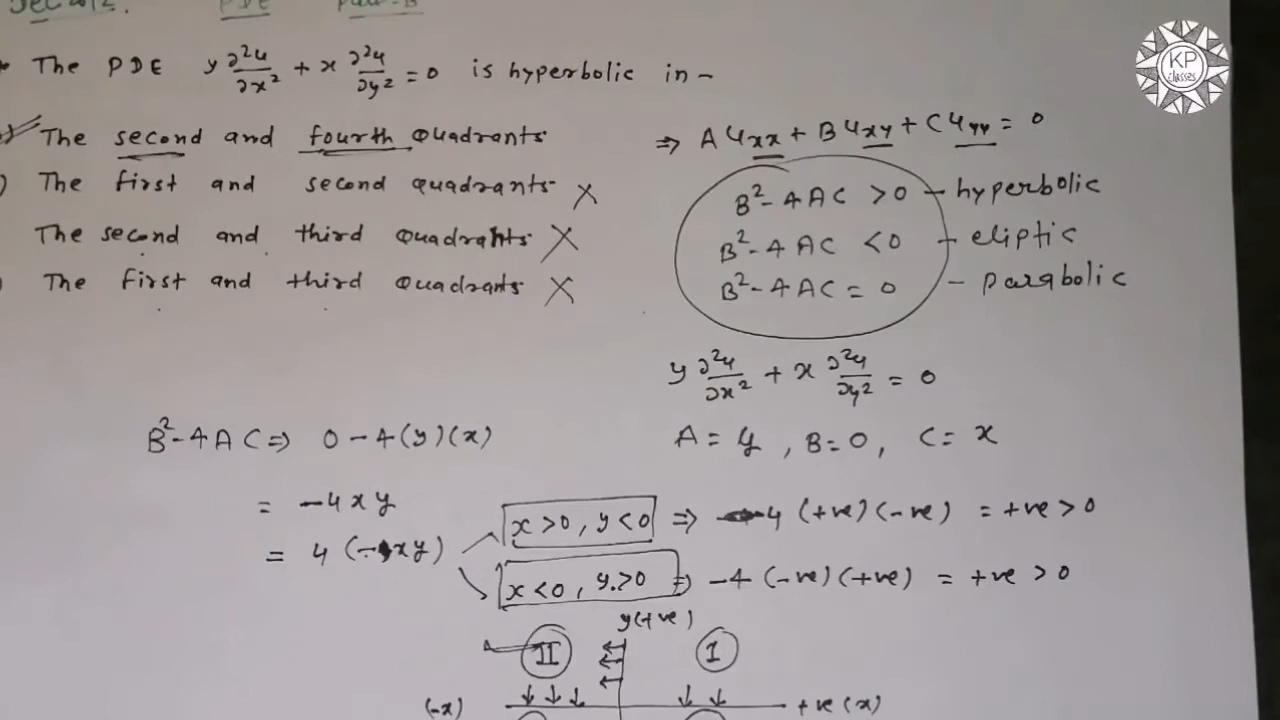 PDE
The PDE y ∂²u/∂x² + x ∂²u/∂y² = 0 is hyperbolic in -
The second and fourth Quadrants
The first and second quadrants X
The second and third Quadrants X
The first and third Quadrants X
KP
classes
⇒ A uxx + B uxy + C uyy = 0
B² - 4AC > 0 - hyperbolic
B² - 4AC < 0 - eliptic
B² - 4AC = 0 - parabolic
y ∂²u/∂x² + x ∂²u/∂y² = 0
A = y , B = 0, C = x
B² - 4AC ⇒ 0 - 4(y)(x)
= -4xy
= 4(-xy)
x > 0, y < 0 ⇒ -4 (+ve)(-ve) = +ve > 0
x < 0, y > 0 ⇒ -4 (-ve)(+ve) = +ve > 0
y(+ve)
II I
(-x) +ve (x)